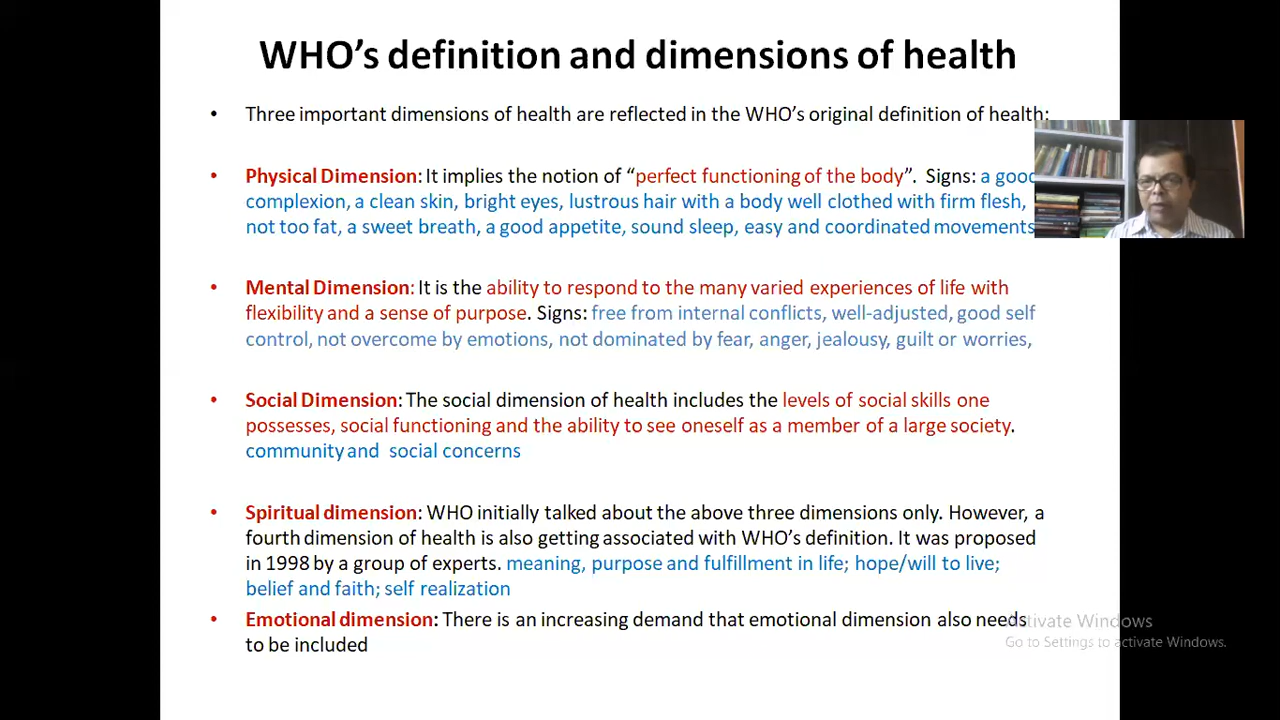 WHO's definition and dimensions of health
• Three important dimensions of health are reflected in the WHO's original definition of health:
• Physical Dimension: It implies the notion of “perfect functioning of the body”. Signs: a good
complexion, a clean skin, bright eyes, lustrous hair with a body well clothed with firm flesh,
not too fat, a sweet breath, a good appetite, sound sleep, easy and coordinated movements
• Mental Dimension: It is the ability to respond to the many varied experiences of life with
flexibility and a sense of purpose. Signs: free from internal conflicts, well-adjusted, good self
control, not overcome by emotions, not dominated by fear, anger, jealousy, guilt or worries,
• Social Dimension: The social dimension of health includes the levels of social skills one
possesses, social functioning and the ability to see oneself as a member of a large society.
community and social concerns
• Spiritual dimension: WHO initially talked about the above three dimensions only. However, a
fourth dimension of health is also getting associated with WHO's definition. It was proposed
in 1998 by a group of experts. meaning, purpose and fulfillment in life; hope/will to live;
belief and faith; self realization
• Emotional dimension: There is an increasing demand that emotional dimension also needs
to be included
Activate Windows
Go to Settings to activate Windows.